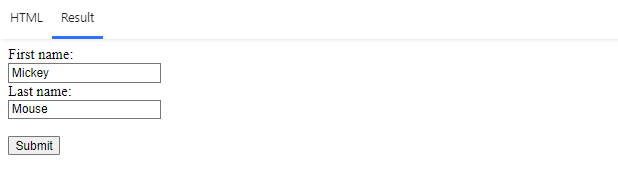 HTML Result
First name:
Mickey
Last name:
Mouse
Submit